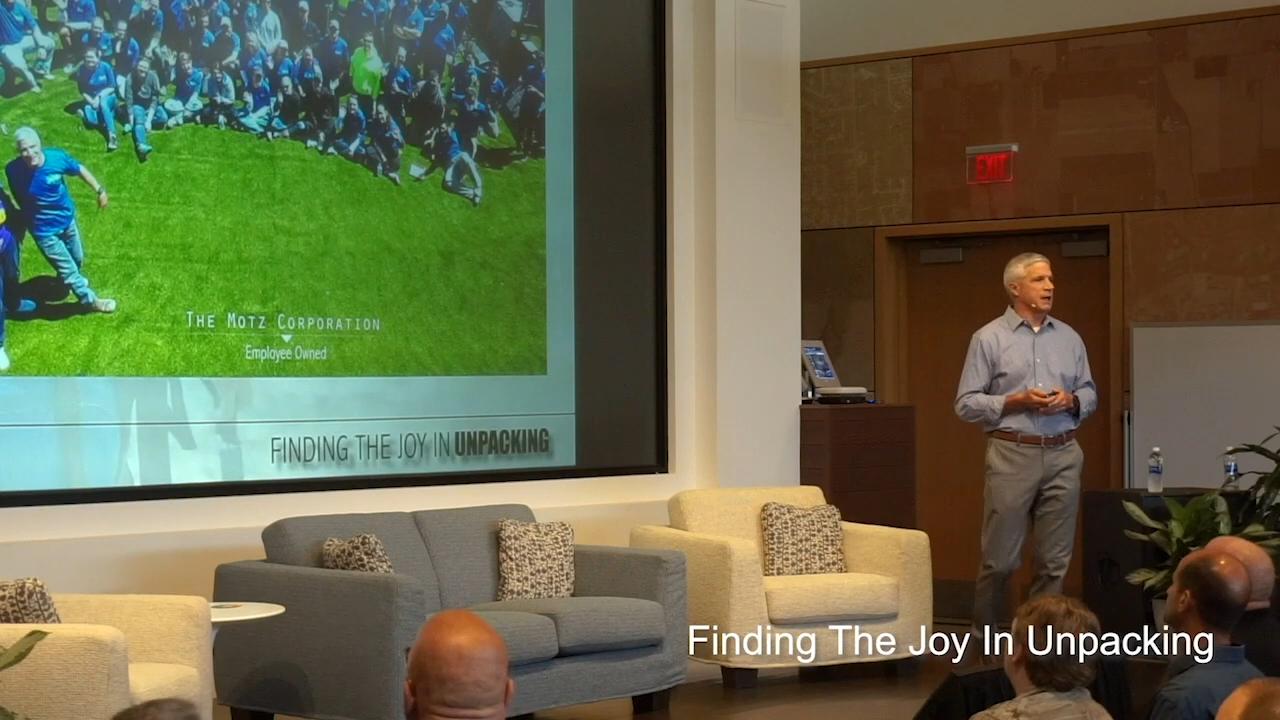 THE MOTZ CORPORATION
Employee Owned
FINDING THE JOY IN UNPACKING
EXIT
Finding The Joy In Unpacking